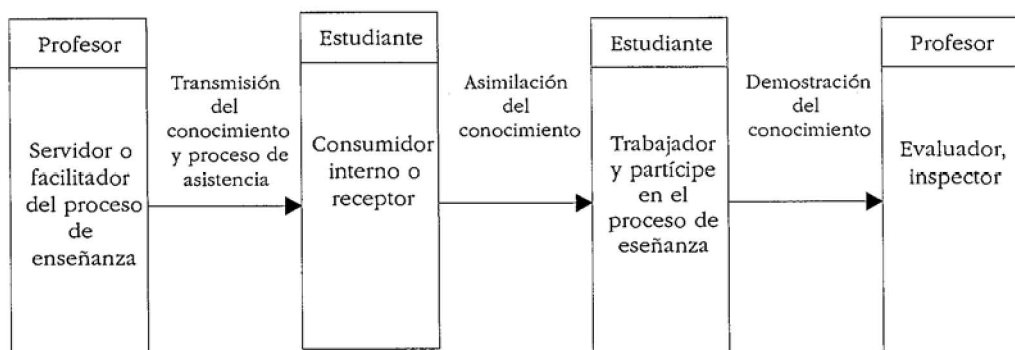 Profesor
Servidor o
facilitador
del proceso
de
enseñanza
Transmisión
del
conocimiento
y proceso de
asistencia
Estudiante
Consumidor
interno o
receptor
Asimilación
del
conocimiento
Estudiante
Trabajador
y partícipe
en el
proceso de
eseñanza
Demostración
del
conocimiento
Profesor
Evaluador,
inspector